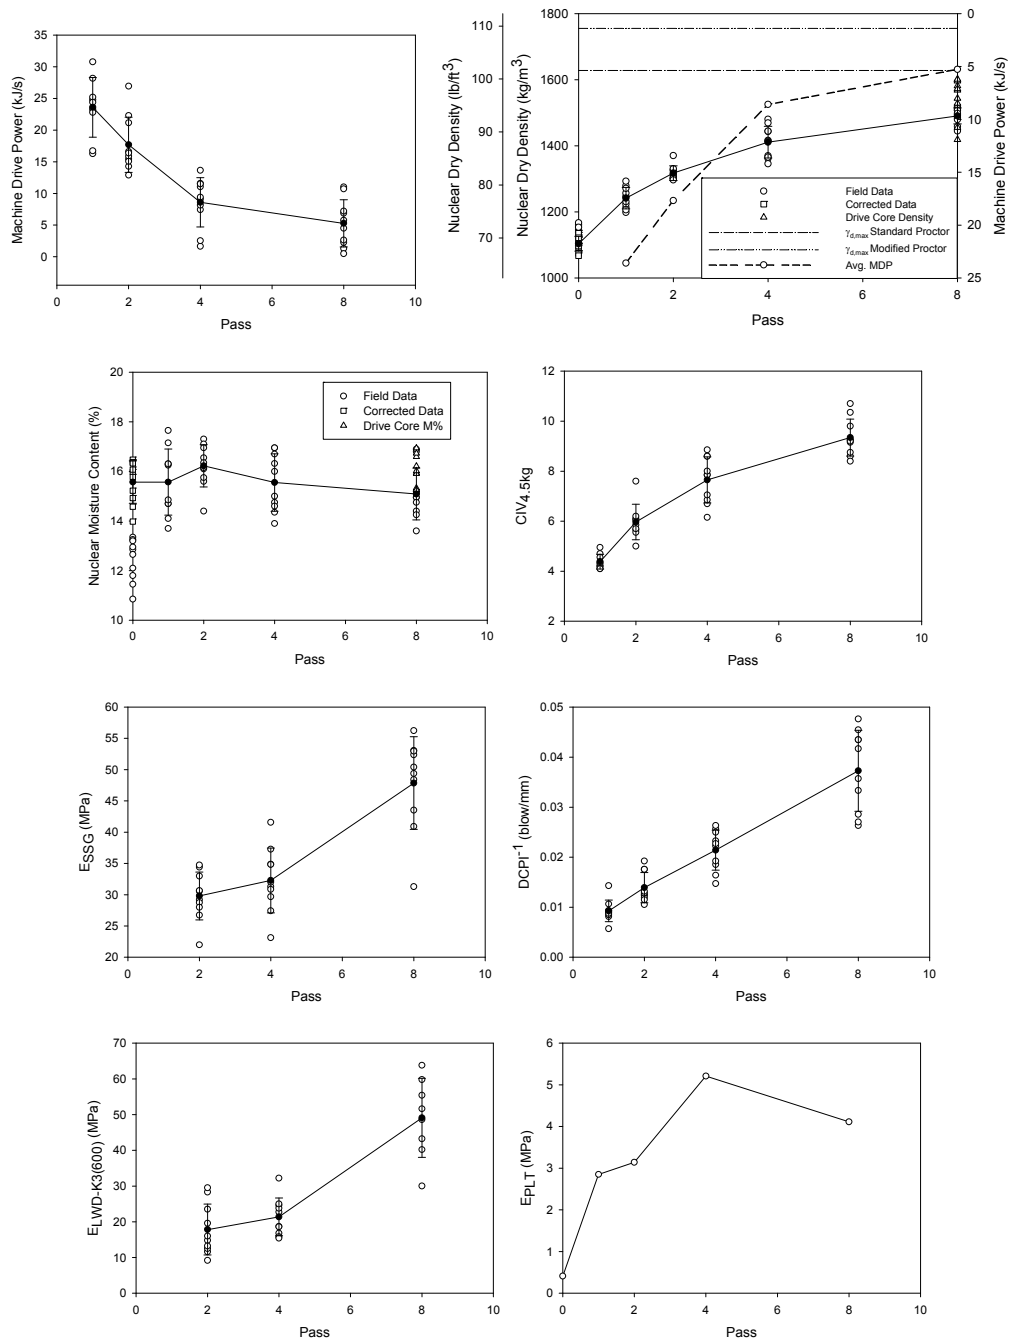 Machine Drive Power (kJ/s)
35
30
25
20
15
10
5
0
0 2 4 6 8 10
Pass
Nuclear Dry Density (lb/ft3)
110
100
90
80
70
Nuclear Dry Density (kg/m3)
1800
1600
1400
1200
1000
Machine Drive Power (kJ/s)
0
5
10
15
20
25
Field Data
Corrected Data
Drive Core Density
γd,max Standard Proctor
γd,max Modified Proctor
Avg. MDP
0 2 4 6 8
Pass
Nuclear Moisture Content (%)
20
18
16
14
12
10
Field Data
Corrected Data
Drive Core M%
0 2 4 6 8 10
Pass
CIV4.5kg
12
10
8
6
4
2
0 2 4 6 8 10
Pass
ESSG (MPa)
60
55
50
45
40
35
30
25
20
0 2 4 6 8 10
Pass
DCPI-1 (blow/mm)
0.05
0.04
0.03
0.02
0.01
0.00
0 2 4 6 8 10
Pass
ELWD-K3(600) (MPa)
70
60
50
40
30
20
10
0
0 2 4 6 8 10
Pass
EPLT (MPa)
6
5
4
3
2
1
0
0 2 4 6 8 10
Pass